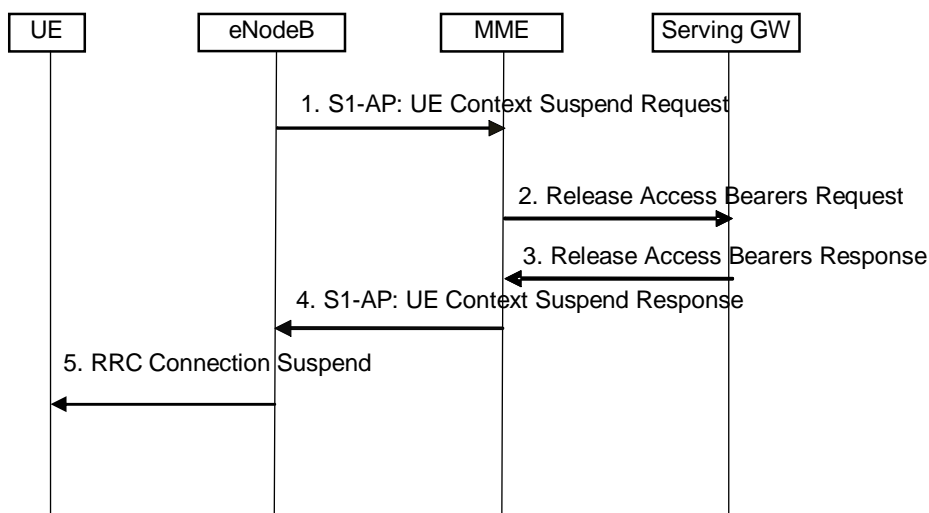 UE
eNodeB
MME
Serving GW
1. S1-AP: UE Context Suspend Request
2. Release Access Bearers Request
3. Release Access Bearers Response
4. S1-AP: UE Context Suspend Response
5. RRC Connection Suspend